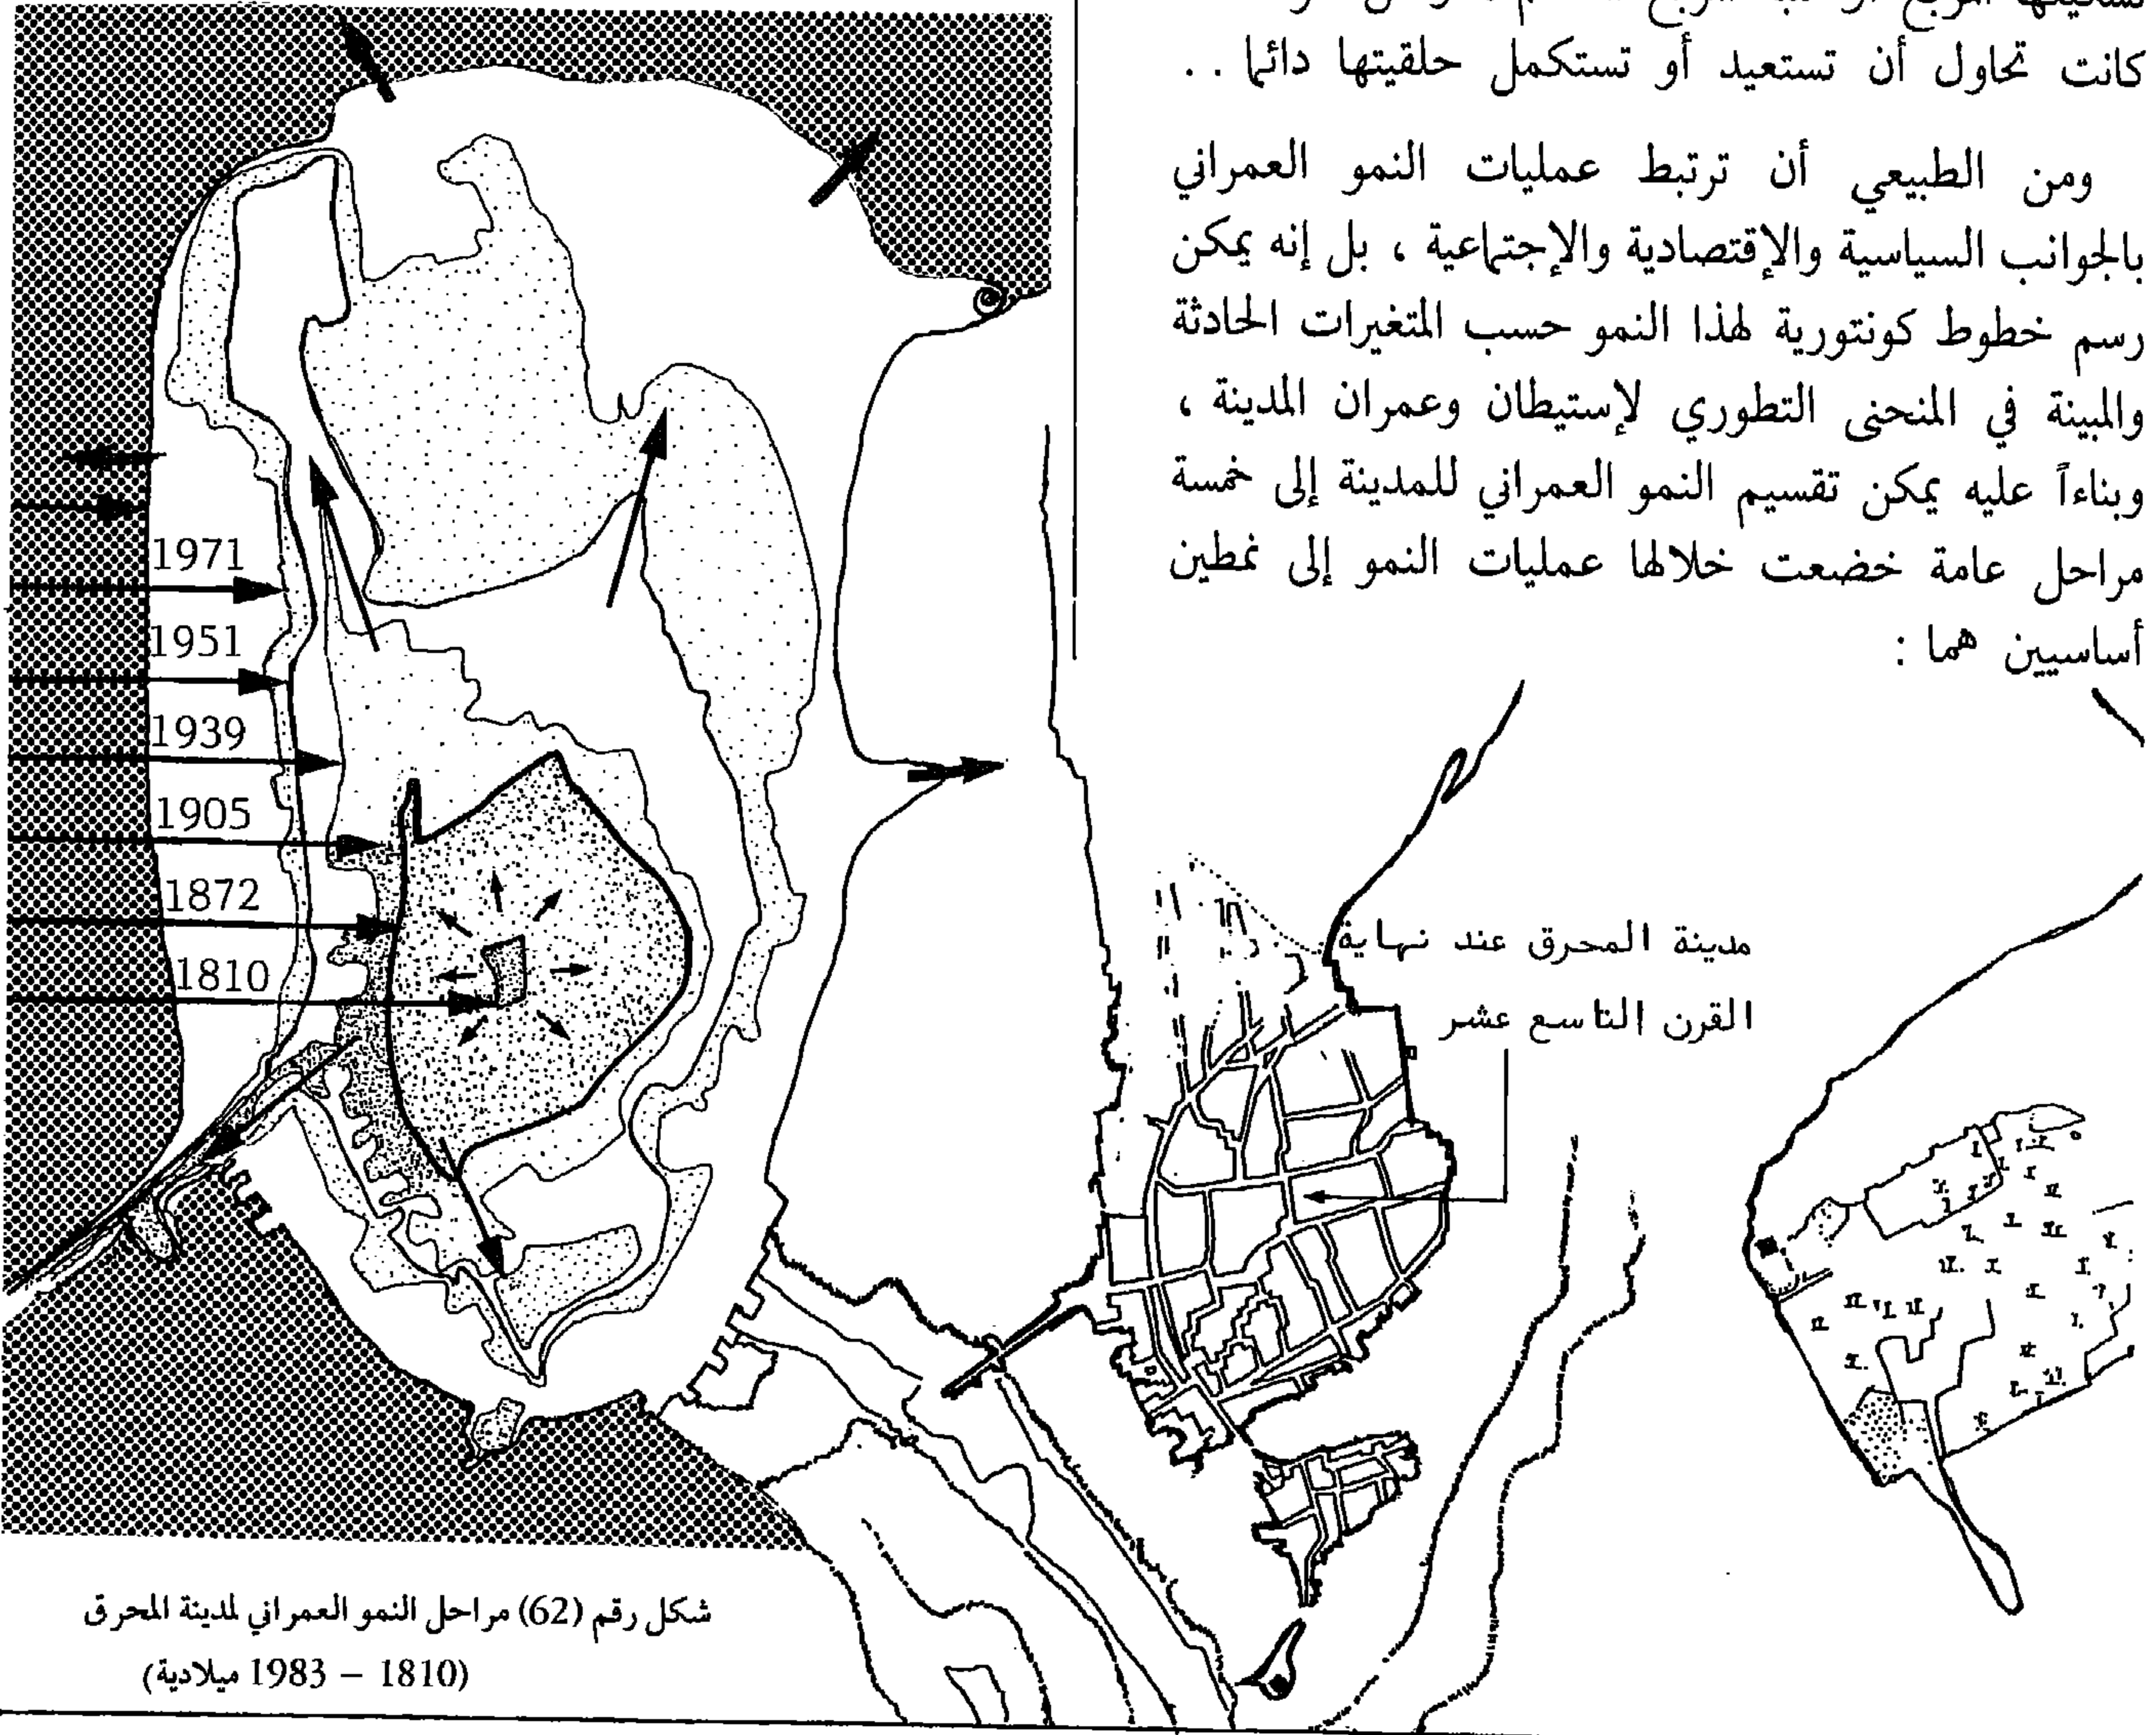 كانت تحاول أن تستعيد أو تستكمل حلقيتها دائما ..
ومن الطبيعي أن ترتبط عمليات النمو العمراني
بالجوانب السياسية والإقتصادية والإجتماعية ، بل إنه يمكن
رسم خطوط كونتورية لهذا النمو حسب المتغيرات الحادثة
والمبينة في المنحنى التطوري لإستيطان وعمران المدينة ،
وبناءاً عليه يمكن تقسيم النمو العمراني للمدينة إلى خمسة
مراحل عامة خضعت خلالها عمليات النمو إلى نمطين
أساسيين هما :
1971
1951
1939
1905
1872
1810
مدينة المحرق عند نهاية
القرن التاسع عشر
شكل رقم (62) مراحل النمو العمراني لمدينة المحرق
(1810 – 1983 ميلادية)